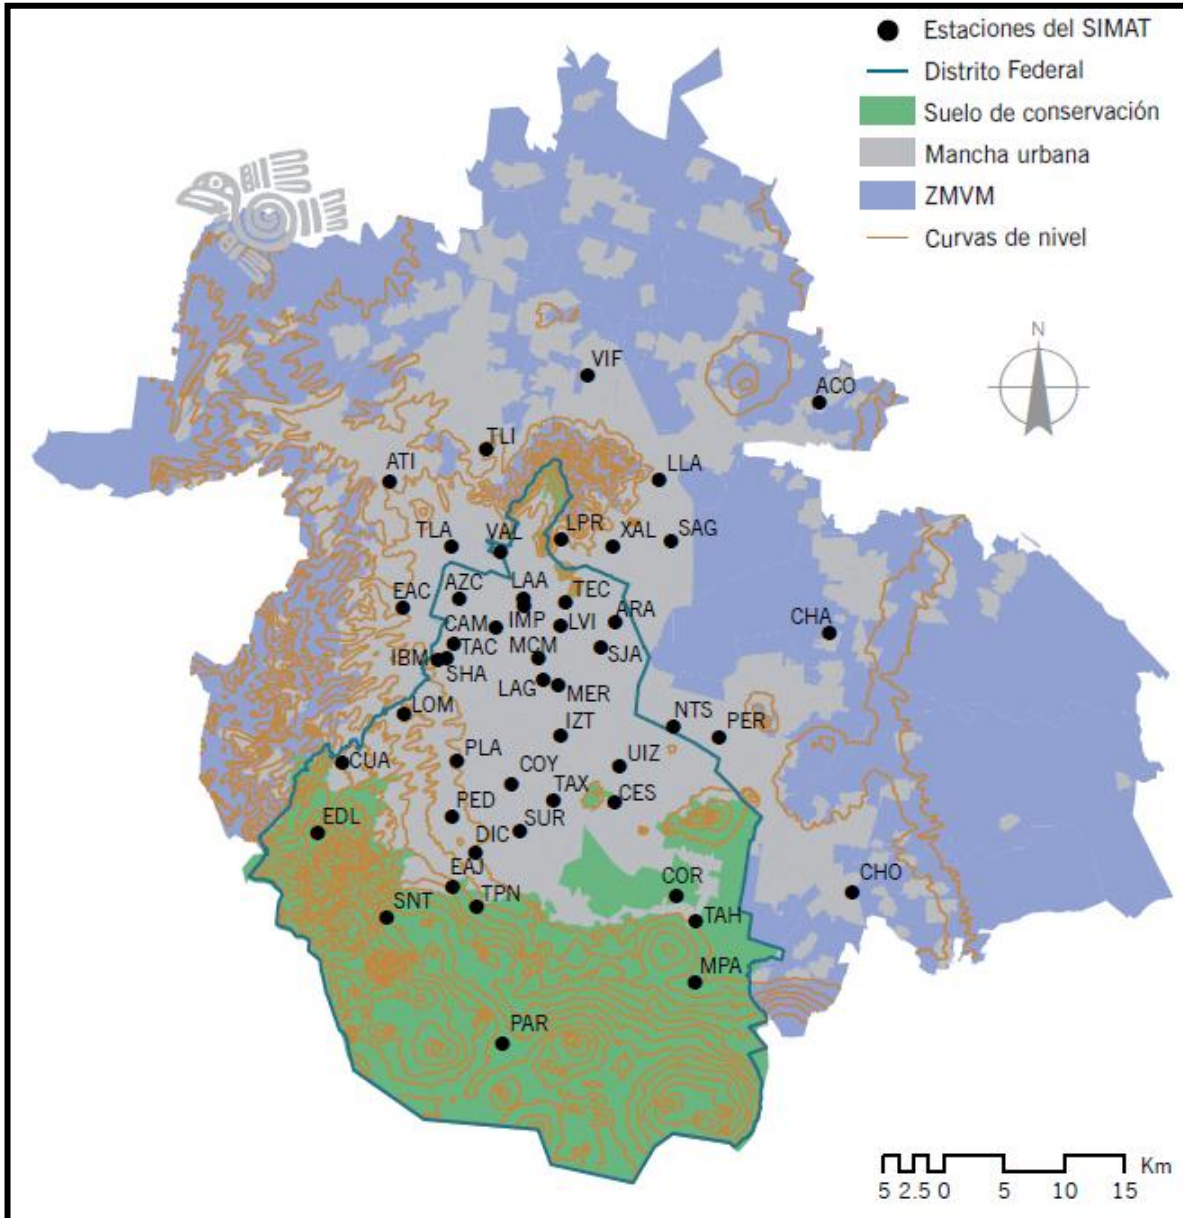 Estaciones del SIMAT
Distrito Federal
Suelo de conservación
Mancha urbana
ZMVM
Curvas de nivel
N
VIF
ACO
TLI
ATI
LLA
TLA
VAL
LPR
XAL
SAG
EAC
AZC
LAA
TEC
ARA
CAM
IMP
LVI
CHA
IBM
TAC
MCM
SJA
SHA
LAG
MER
LOM
NTS
PER
IZT
CUA
PLA
UIZ
COY
TAX
CES
EDL
PED
SUR
DIC
EAJ
COR
CHO
SNT
TPN
TAH
MPA
PAR
Km
5 2.5 0 5 10 15